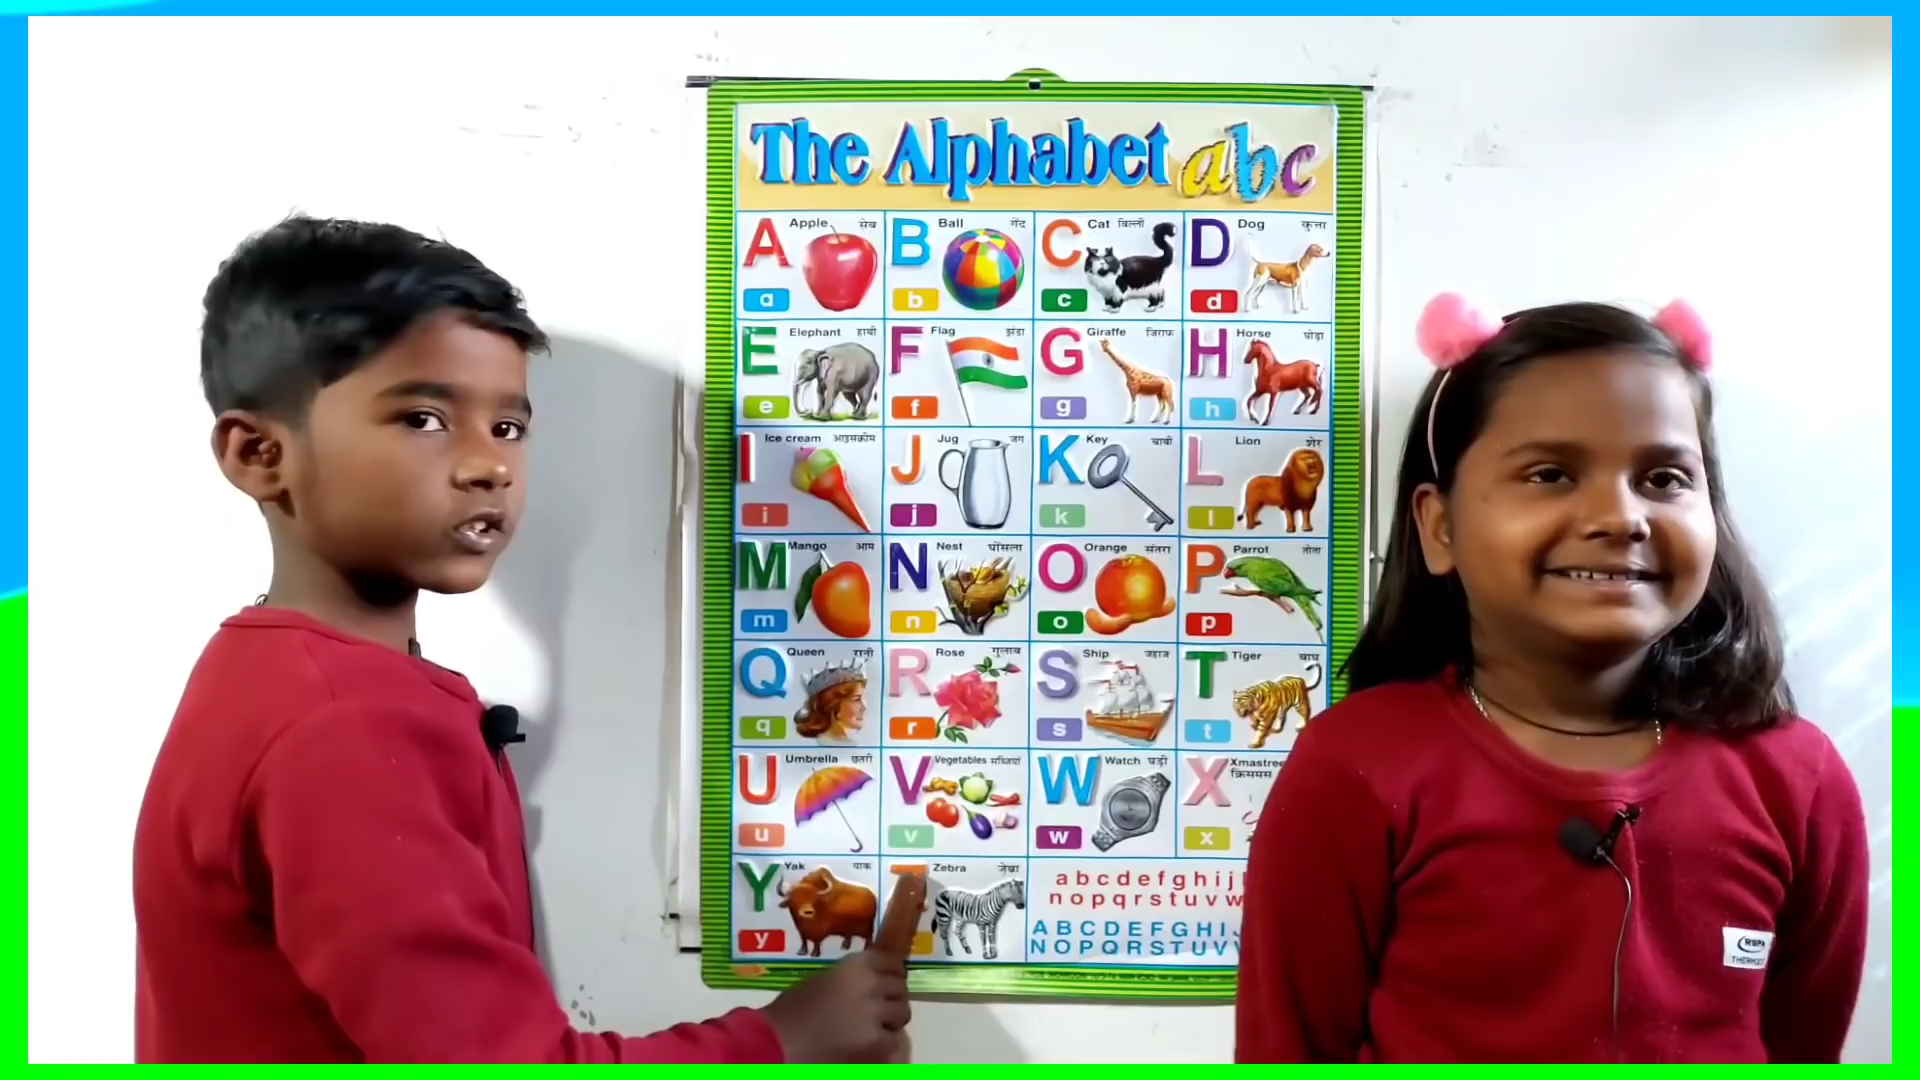 The Alphabet abc
A Apple सेब a
B Ball गेंद b
C Cat बिल्ली c
D Dog कुत्ता d
E Elephant हाथी e
F Flag झंडा f
G Giraffe जिराफ g
H Horse घोड़ा h
I Ice cream आइसक्रीम i
J Jug जग j
K Key चाबी k
L Lion शेर l
M Mango आम m
N Nest घोंसला n
O Orange संतरा o
P Parrot तोता p
Q Queen रानी q
R Rose गुलाब r
S Ship जहाज s
T Tiger बाघ t
U Umbrella छतरी u
V Vegetables सब्जियां v
W Watch घड़ी w
X Xmastree क्रिसमस x
Y Yak याक y
Zebra जेब्रा
a b c d e f g h i j
n o p q r s t u v w
A B C D E F G H I J
N O P Q R S T U V
RSPA